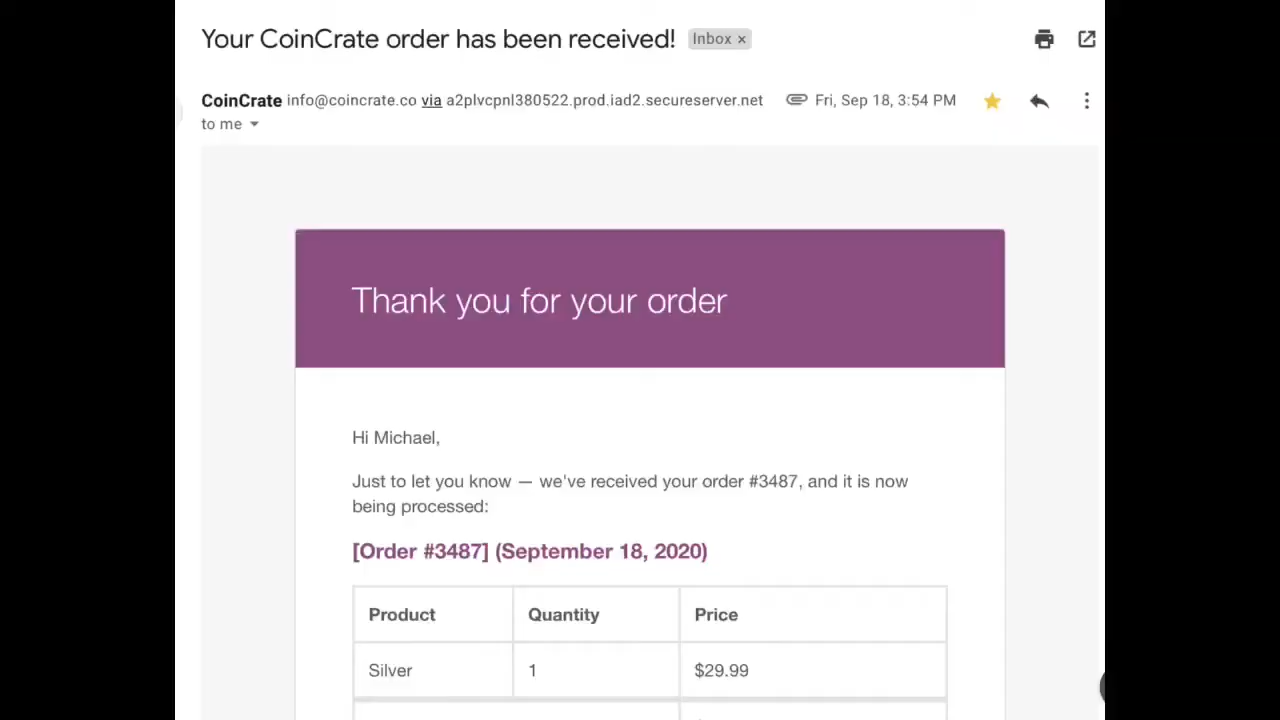 Your CoinCrate order has been received! Inbox ×
CoinCrate info@coincrate.co via a2plvcpnl380522.prod.iad2.secureserver.net Fri, Sep 18, 3:54 PM
to me
Thank you for your order
Hi Michael,
Just to let you know — we've received your order #3487, and it is now
being processed:
[Order #3487] (September 18, 2020)
Product Quantity Price
Silver 1 $29.99